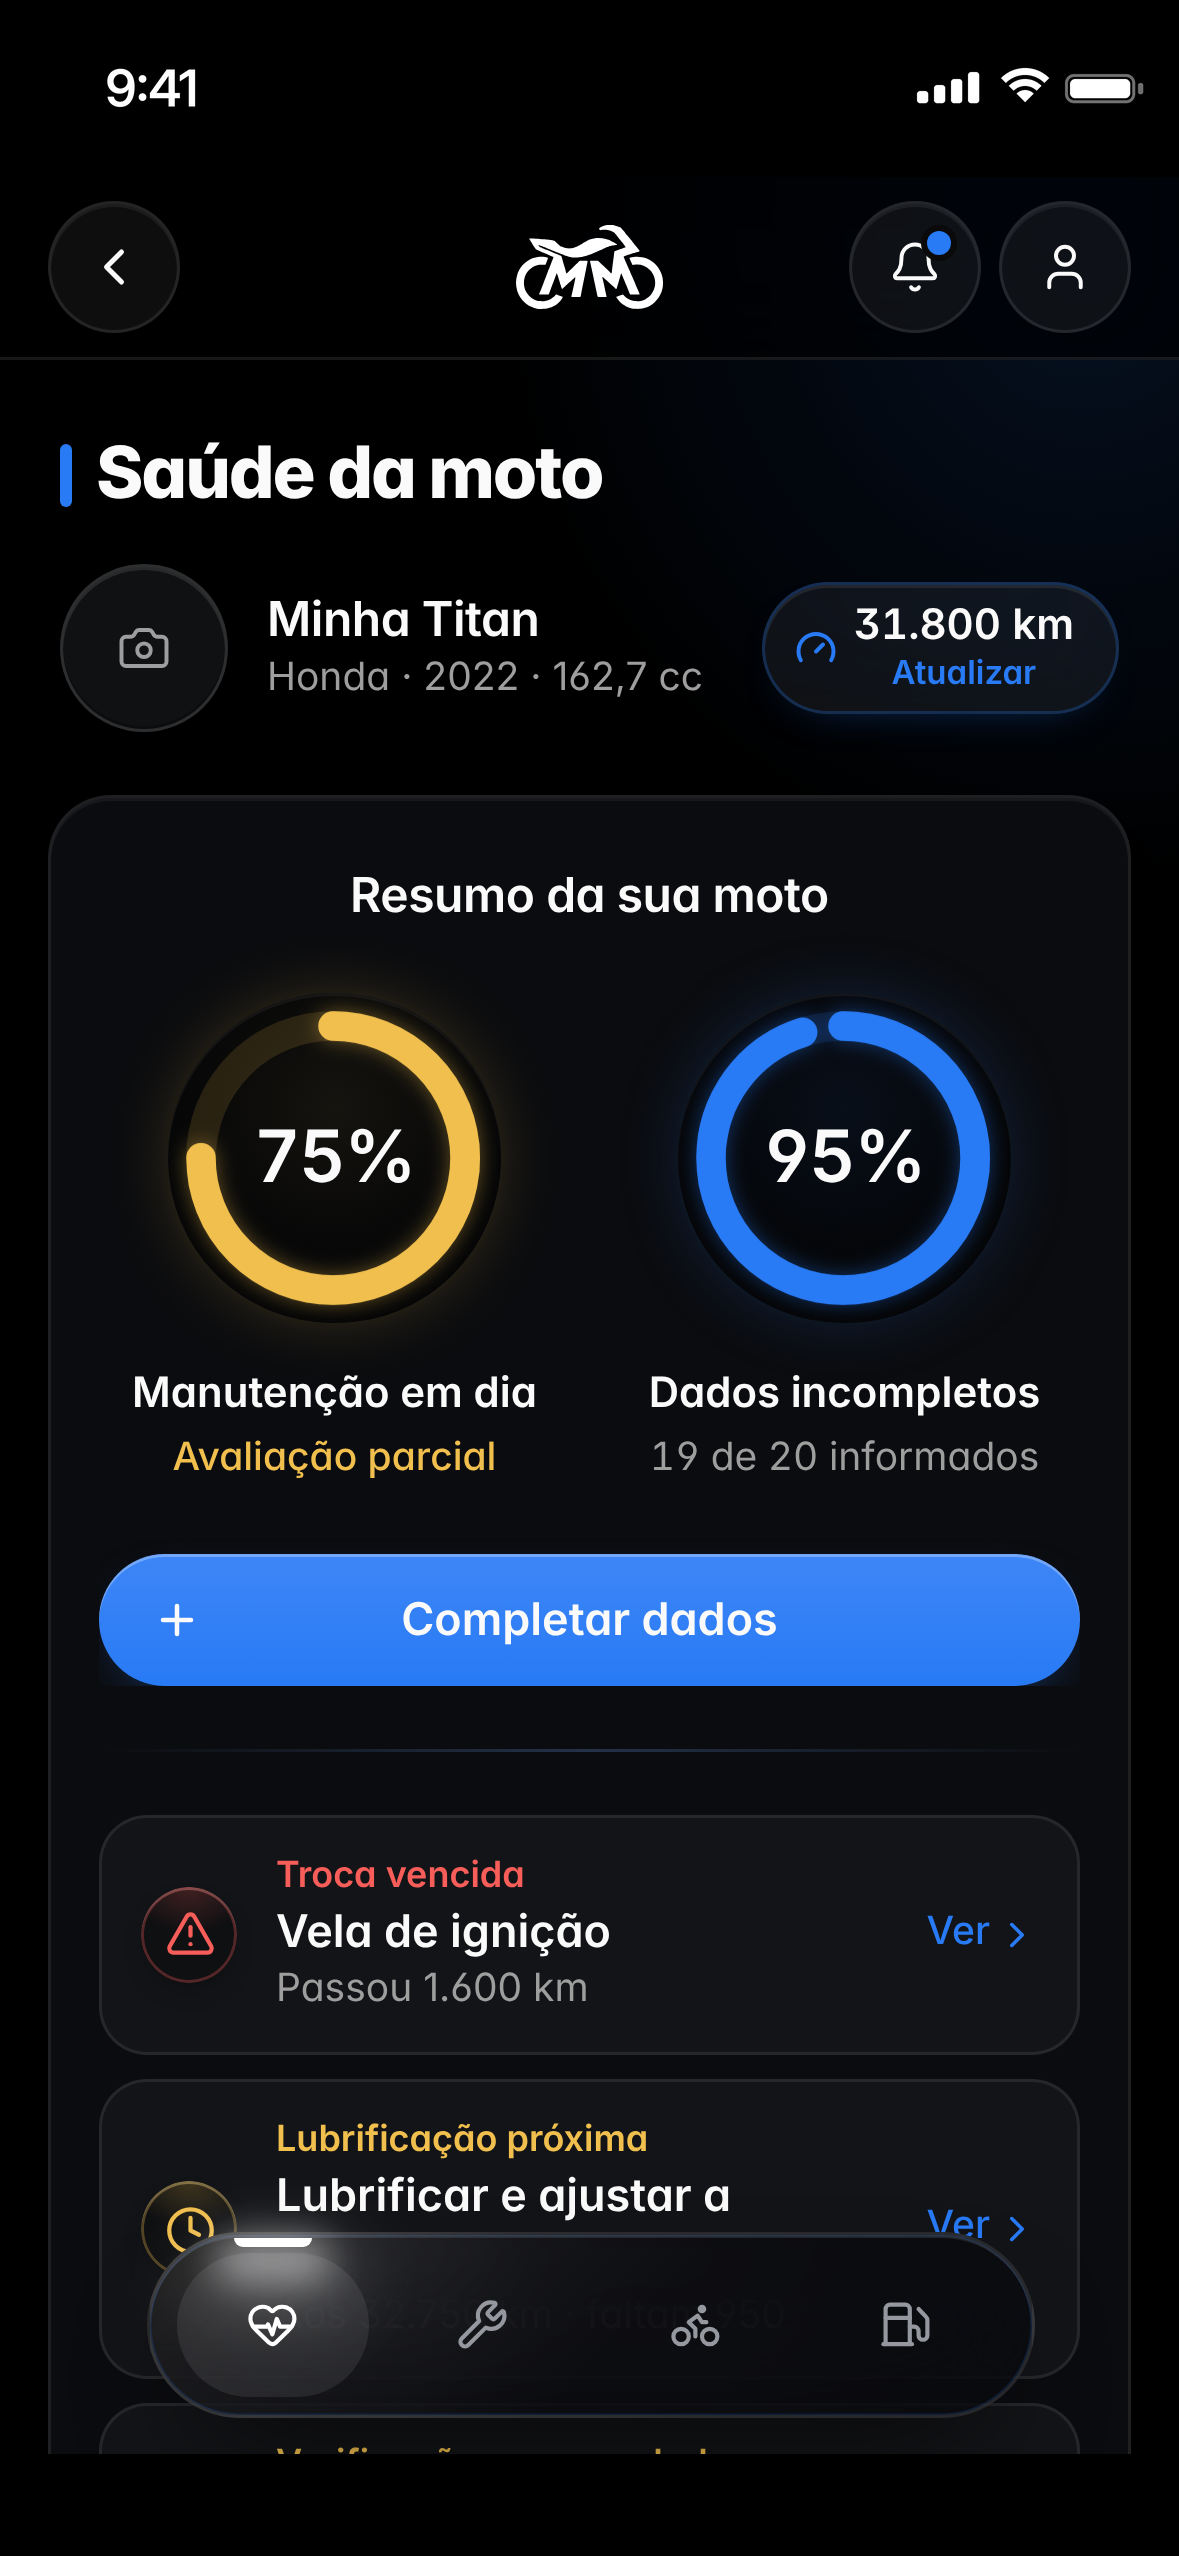 9:41
MM
Saúde da moto
Minha Titan
Honda · 2022 · 162,7 cc
31.800 km
Atualizar
Resumo da sua moto
75%
95%
Manutenção em dia
Avaliação parcial
Dados incompletos
19 de 20 informados
Completar dados
Troca vencida
Vela de ignição
Passou 1.600 km
Ver
Lubrificação próxima
Lubrificar e ajustar a
Ver